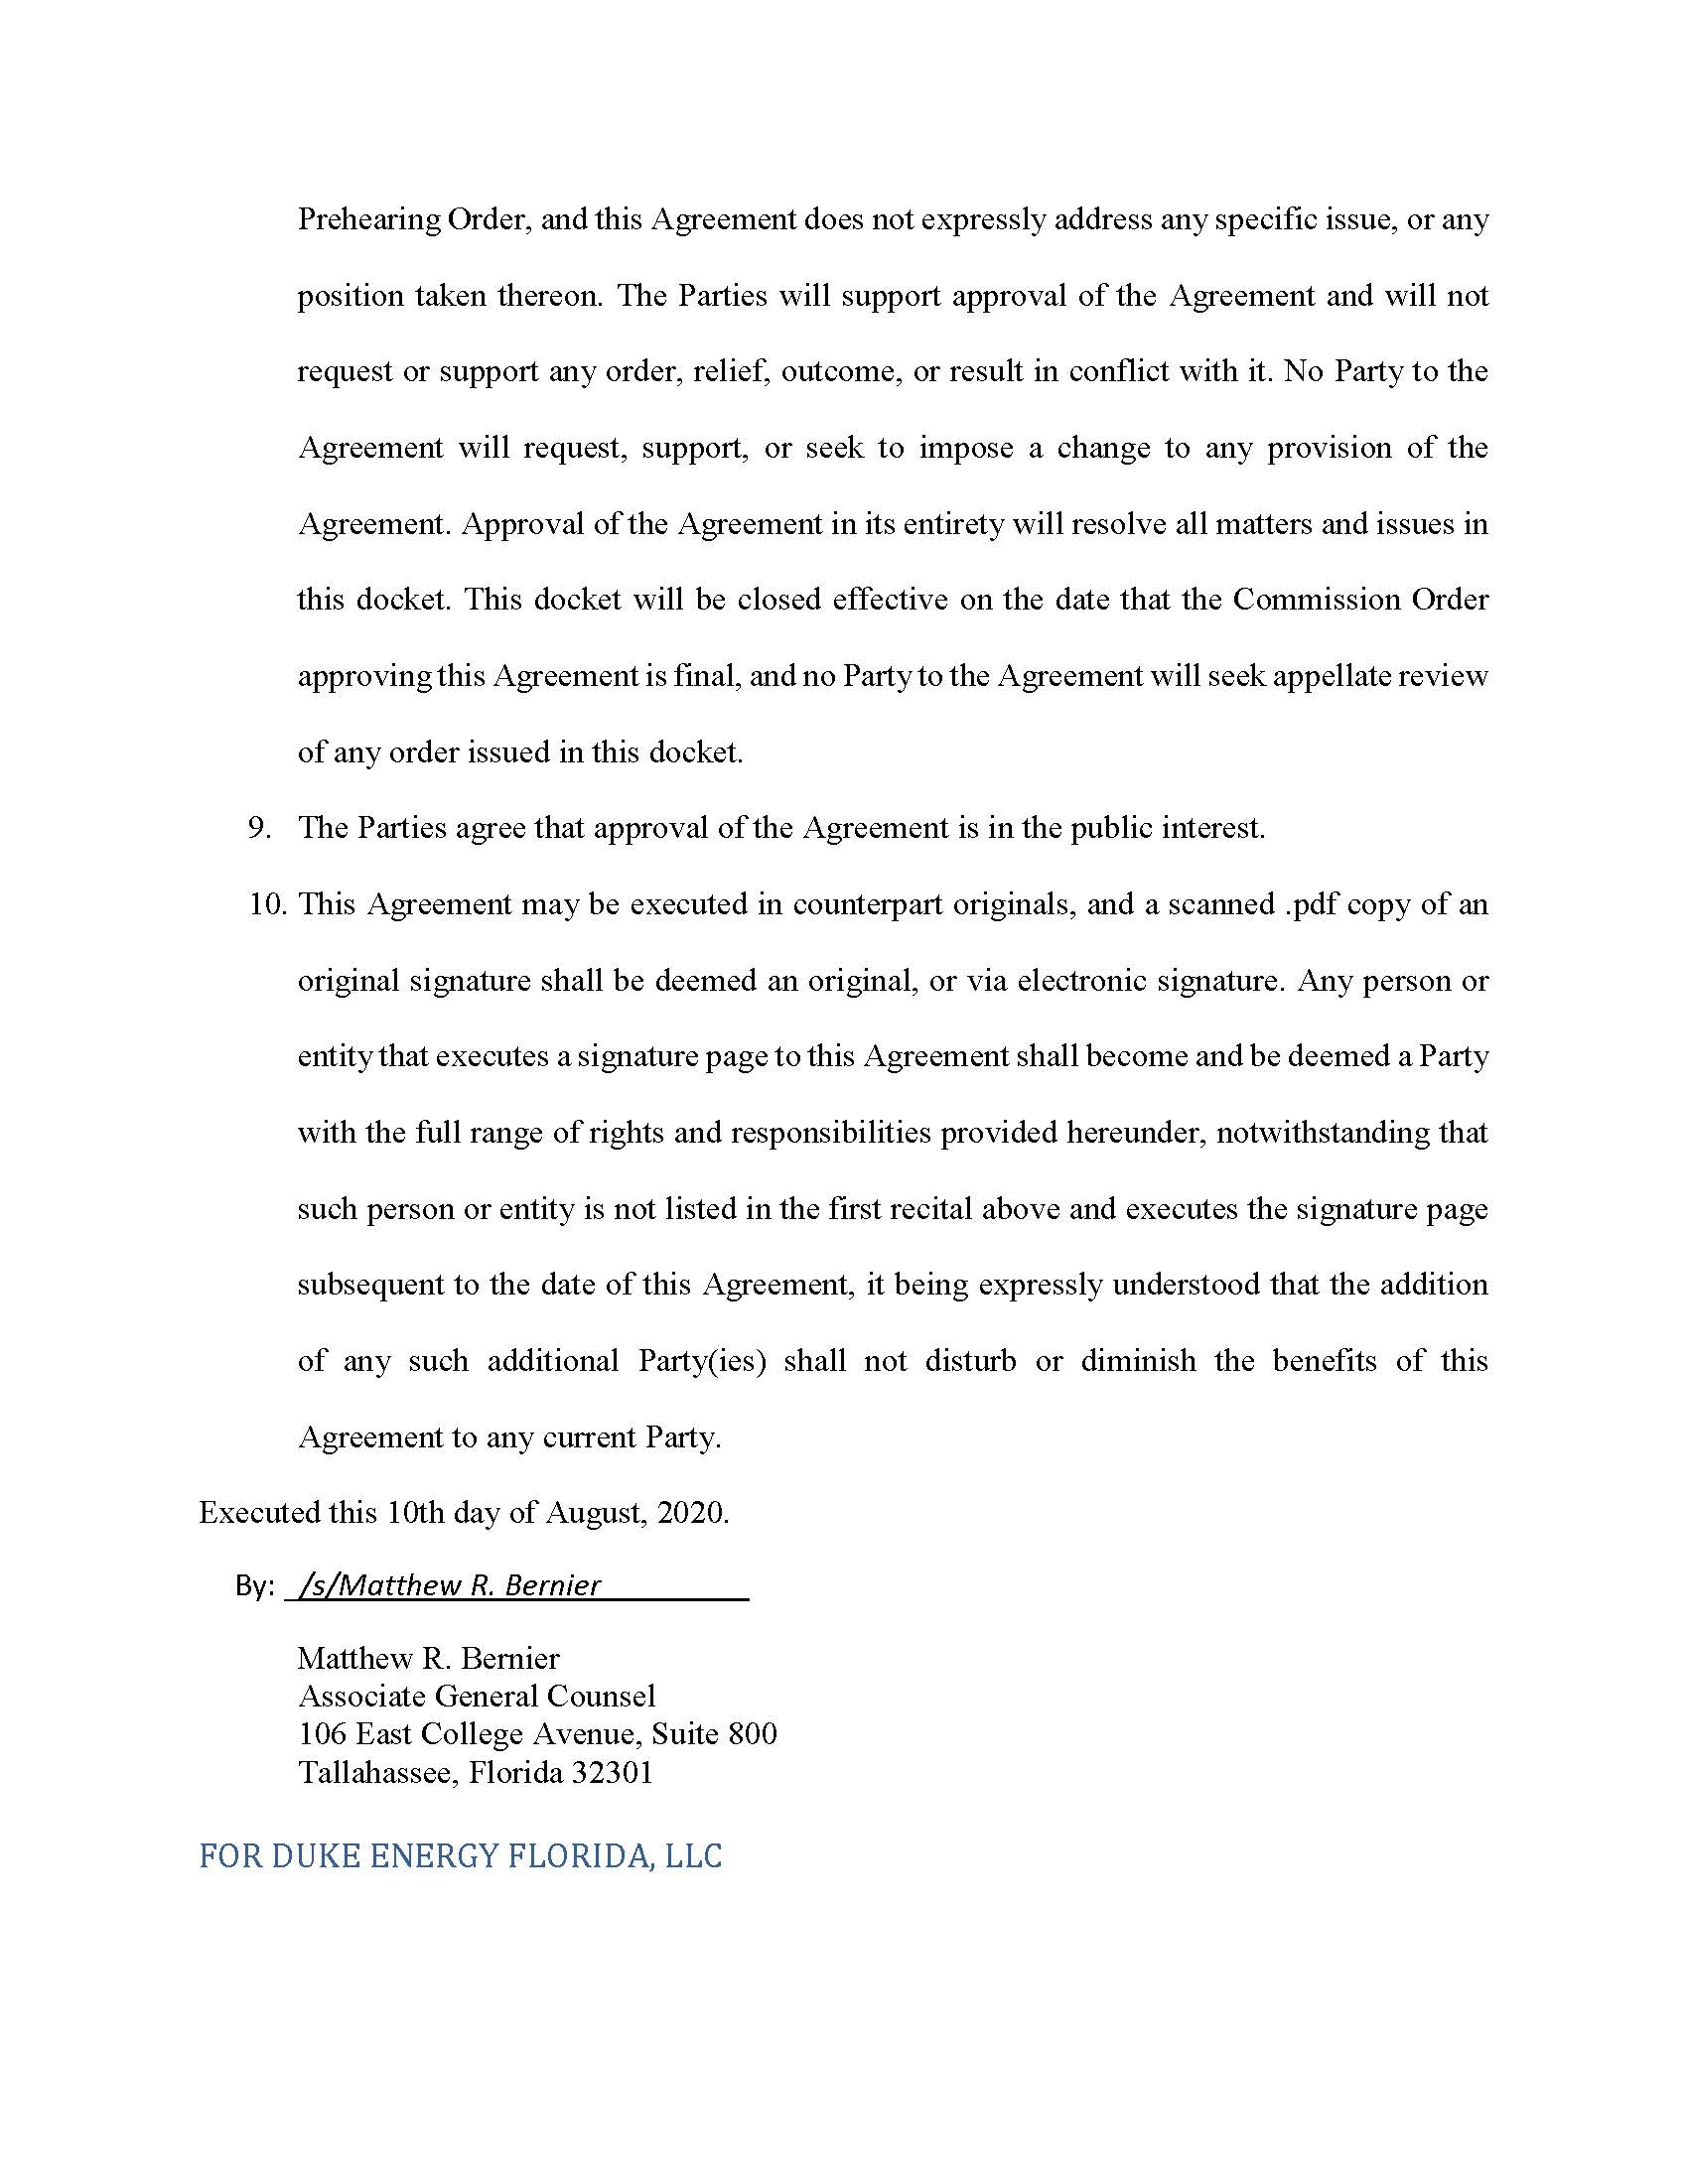 Prehearing Order, and this Agreement does not expressly address any specific issue, or any
position taken thereon. The Parties will support approval of the Agreement and will not
request or support any order, relief, outcome, or result in conflict with it. No Party to the
Agreement will request, support, or seek to impose a change to any provision of the
Agreement. Approval of the Agreement in its entirety will resolve all matters and issues in
this docket. This docket will be closed effective on the date that the Commission Order
approving this Agreement is final, and no Party to the Agreement will seek appellate review
of any order issued in this docket.
9. The Parties agree that approval of the Agreement is in the public interest.
10. This Agreement may be executed in counterpart originals, and a scanned .pdf copy of an
original signature shall be deemed an original, or via electronic signature. Any person or
entity that executes a signature page to this Agreement shall become and be deemed a Party
with the full range of rights and responsibilities provided hereunder, notwithstanding that
such person or entity is not listed in the first recital above and executes the signature page
subsequent to the date of this Agreement, it being expressly understood that the addition
of any such additional Party(ies) shall not disturb or diminish the benefits of this
Agreement to any current Party.
Executed this 10th day of August, 2020.
By: /s/Matthew R. Bernier
Matthew R. Bernier
Associate General Counsel
106 East College Avenue, Suite 800
Tallahassee, Florida 32301
FOR DUKE ENERGY FLORIDA, LLC